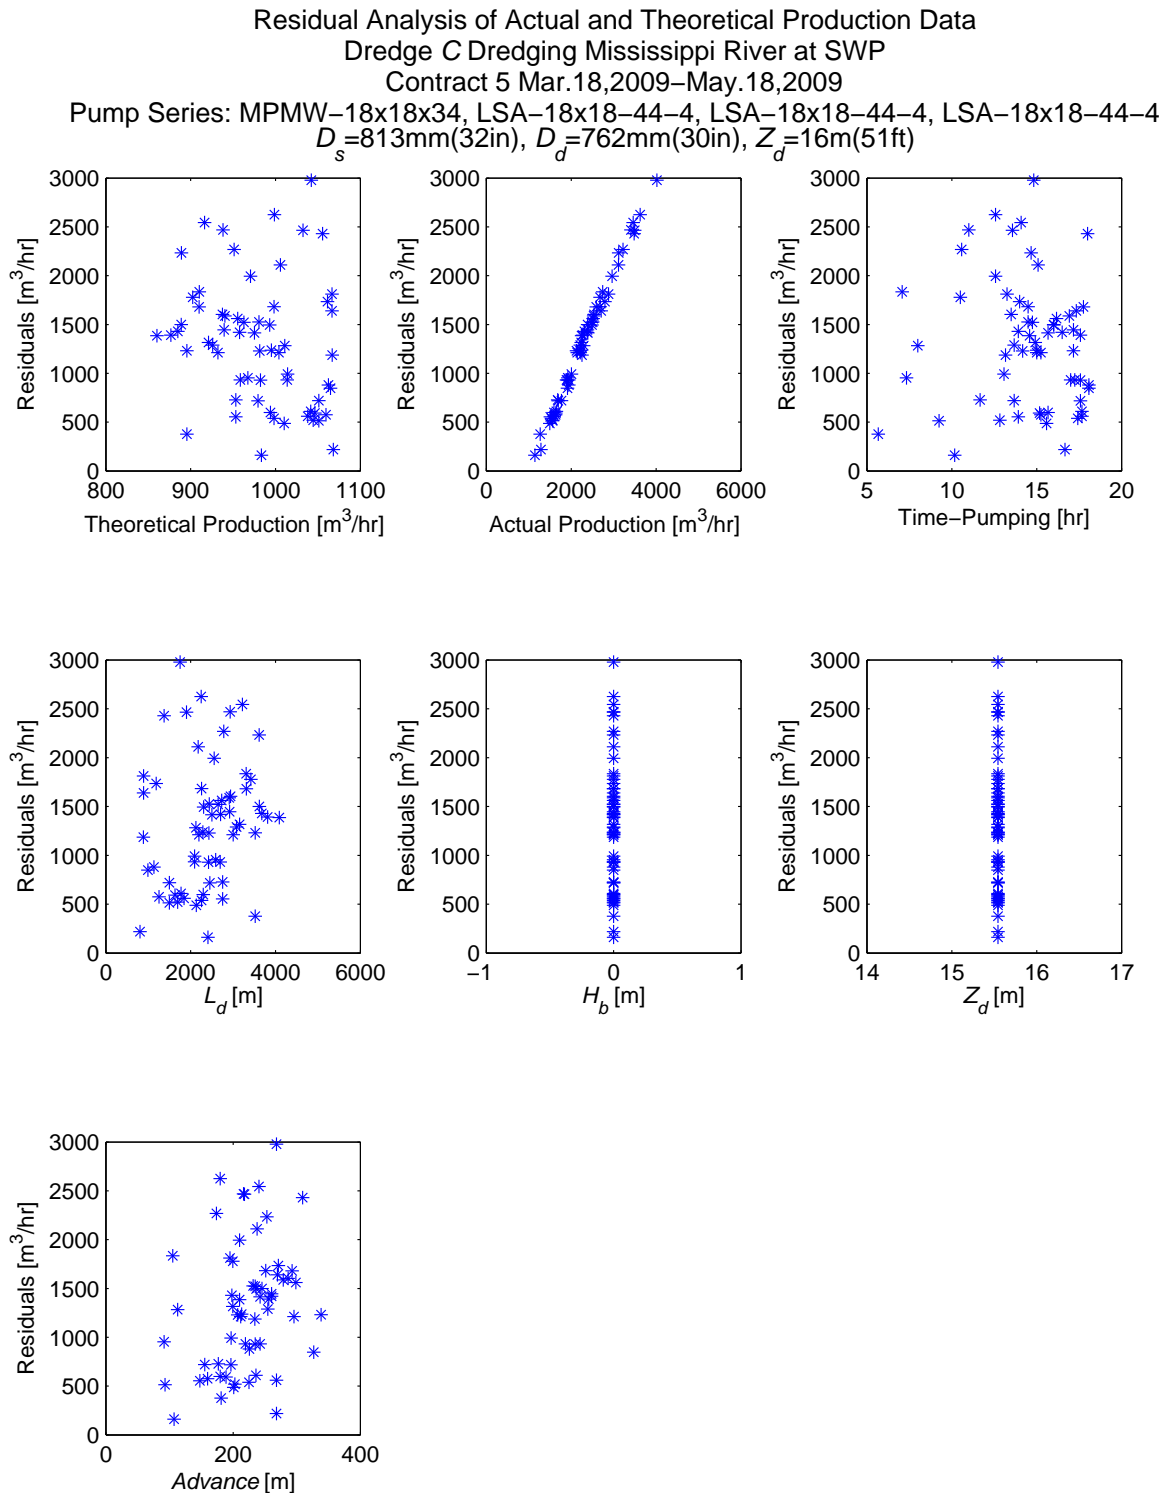 Residual Analysis of Actual and Theoretical Production Data
Dredge C Dredging Mississippi River at SWP
Contract 5 Mar.18,2009−May.18,2009
Pump Series: MPMW−18x18x34, LSA−18x18−44−4, LSA−18x18−44−4, LSA−18x18−44−4
D_s=813mm(32in), D_d=762mm(30in), Z_d=16m(51ft)
3000
2500
2000
1500
1000
500
0
Residuals [m³/hr]
800 900 1000 1100
Theoretical Production [m³/hr]
3000
2500
2000
1500
1000
500
0
Residuals [m³/hr]
0 2000 4000 6000
Actual Production [m³/hr]
3000
2500
2000
1500
1000
500
0
Residuals [m³/hr]
5 10 15 20
Time−Pumping [hr]
3000
2500
2000
1500
1000
500
0
Residuals [m³/hr]
0 2000 4000 6000
L_d [m]
3000
2500
2000
1500
1000
500
0
Residuals [m³/hr]
−1 0 1
H_b [m]
3000
2500
2000
1500
1000
500
0
Residuals [m³/hr]
14 15 16 17
Z_d [m]
3000
2500
2000
1500
1000
500
0
Residuals [m³/hr]
0 200 400
Advance [m]